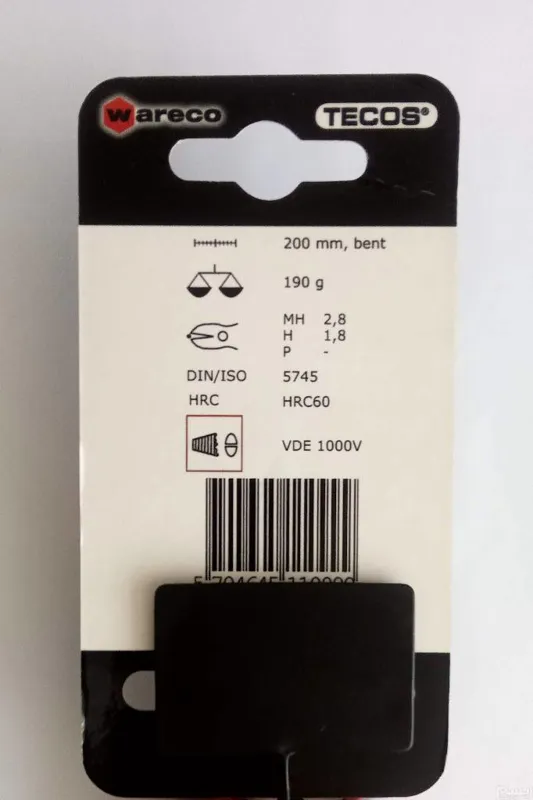 wareco
TECOS®
200 mm, bent
190 g
MH 2,8
H 1,8
P -
DIN/ISO 5745
HRC HRC60
VDE 1000V